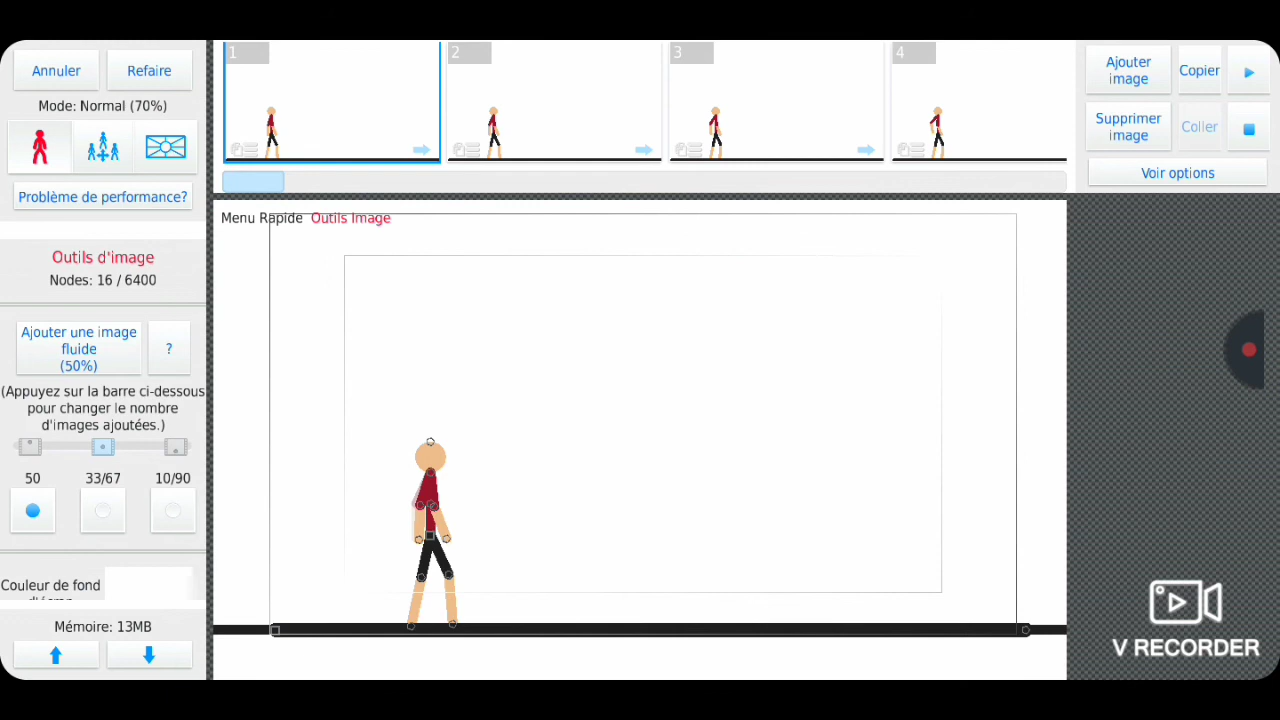 Annuler
Refaire
Mode: Normal (70%)
Problème de performance?
Outils d'image
Nodes: 16 / 6400
Ajouter une image
fluide
(50%)
?
(Appuyez sur la barre ci-dessous
pour changer le nombre
d'images ajoutées.)
50
33/67
10/90
Couleur de fond
d'écran
Mémoire: 13MB
1
2
3
4
Ajouter
image
Copier
Supprimer
image
Coller
Voir options
Menu Rapide
Outils Image
V RECORDER